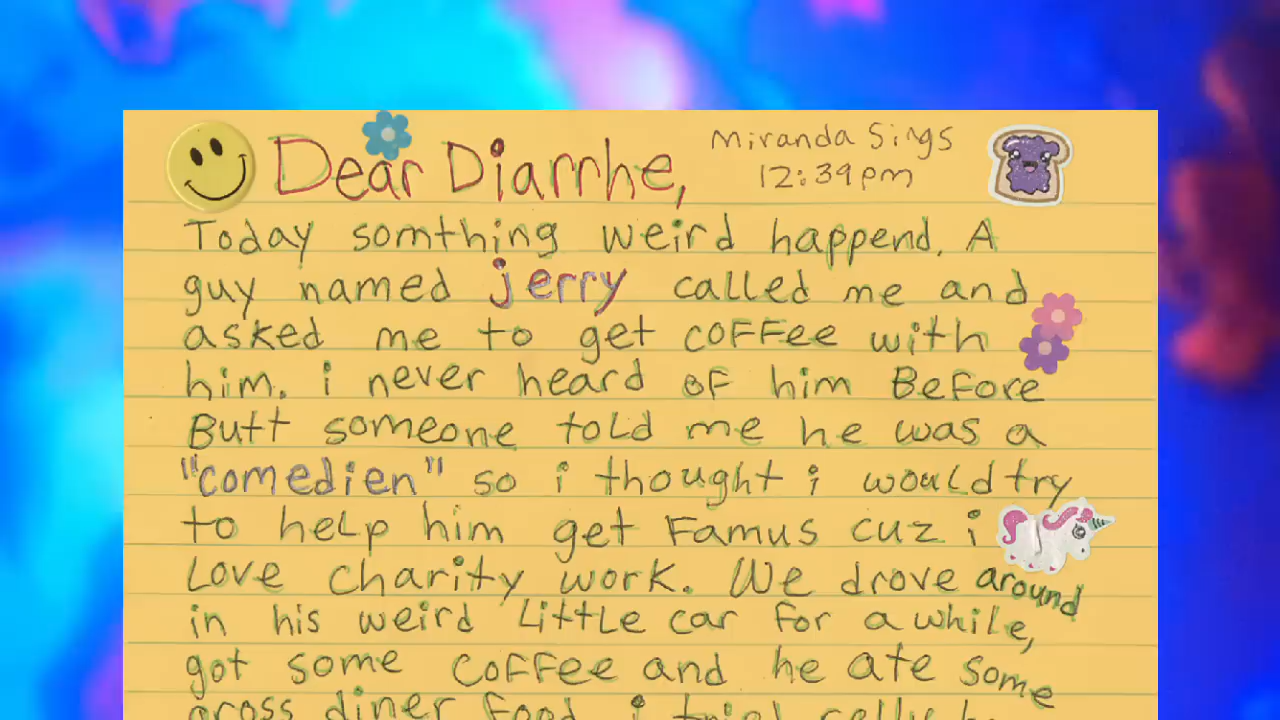 Dear Diarrhe,
Miranda Sings
12:39pm
Today somthing weird happend. A
guy named jerry called me and
asked me to get coFFee with
him. i never heard oF him BeFore
Butt someone told me he was a
"comedien" so i thought i would try
to help him get Famus cuz i
Love charity work. We drove around
in his weird LittLe car for a while,
got some coFFee and he ate some
gross diner food. i